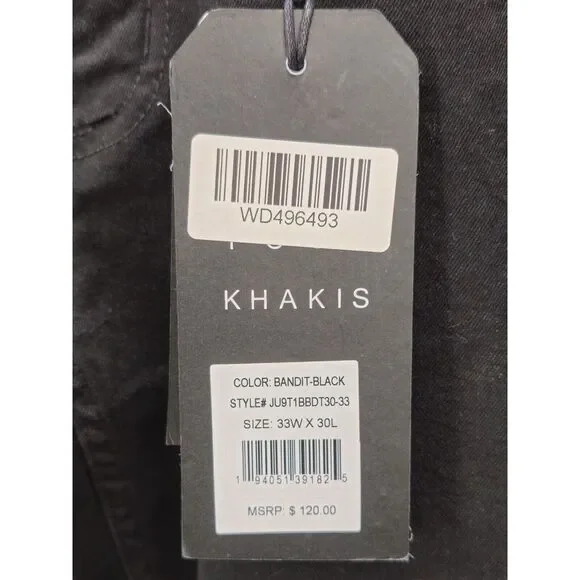 WD496493
KHAKIS
COLOR: BANDIT-BLACK
STYLE# JU9T1BBDT30-33
SIZE: 33W X 30L
1 94051 39182 5
MSRP: $ 120.00